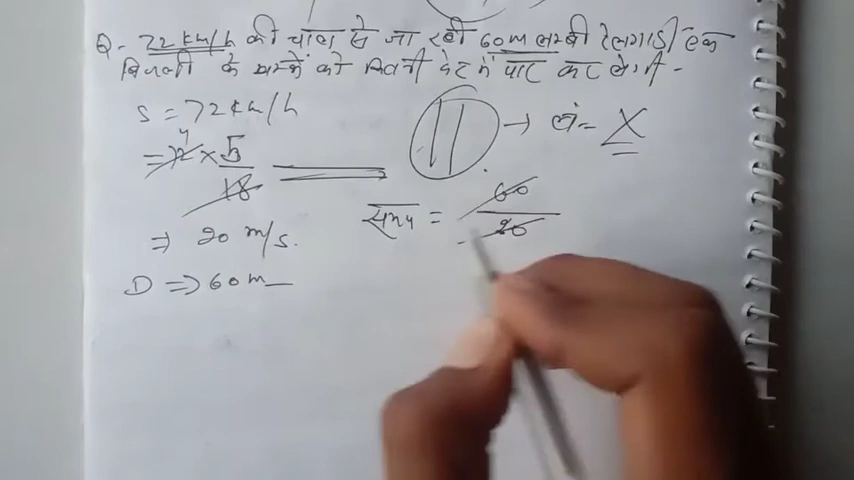 Q- 72 km/h की चाल से जा रही 60m लम्बी रेलगाड़ी एक
बिजली के खम्भे को कितनी देर में पार कर लेगी -
S = 72 km/h
लं - X
4
= 72 × 5
18
समय = 60
20
⇒ 20 m/s.
D ⇒ 60m